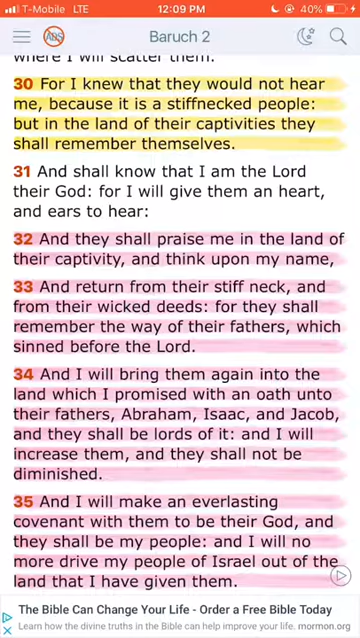 T-Mobile 12:09 PM 40%
ADS Baruch 2
where I will scatter them.
30 For I knew that they would not hear
me, because it is a stiffnecked people:
but in the land of their captivities they
shall remember themselves.
31 And shall know that I am the Lord
their God: for I will give them an heart,
and ears to hear:
32 And they shall praise me in the land of
their captivity, and think upon my name,
33 And return from their stiff neck, and
from their wicked deeds: for they shall
remember the way of their fathers, which
sinned before the Lord.
34 And I will bring them again into the
land which I promised with an oath unto
their fathers, Abraham, Isaac, and Jacob,
and they shall be lords of it: and I will
increase them, and they shall not be
diminished.
35 And I will make an everlasting
covenant with them to be their God, and
they shall be my people: and I will no
more drive my people of Israel out of the
land that I have given them.
The Bible Can Change Your Life - Order a Free Bible Today
Learn how the divine truths in the Bible can help improve your life. mormon.org